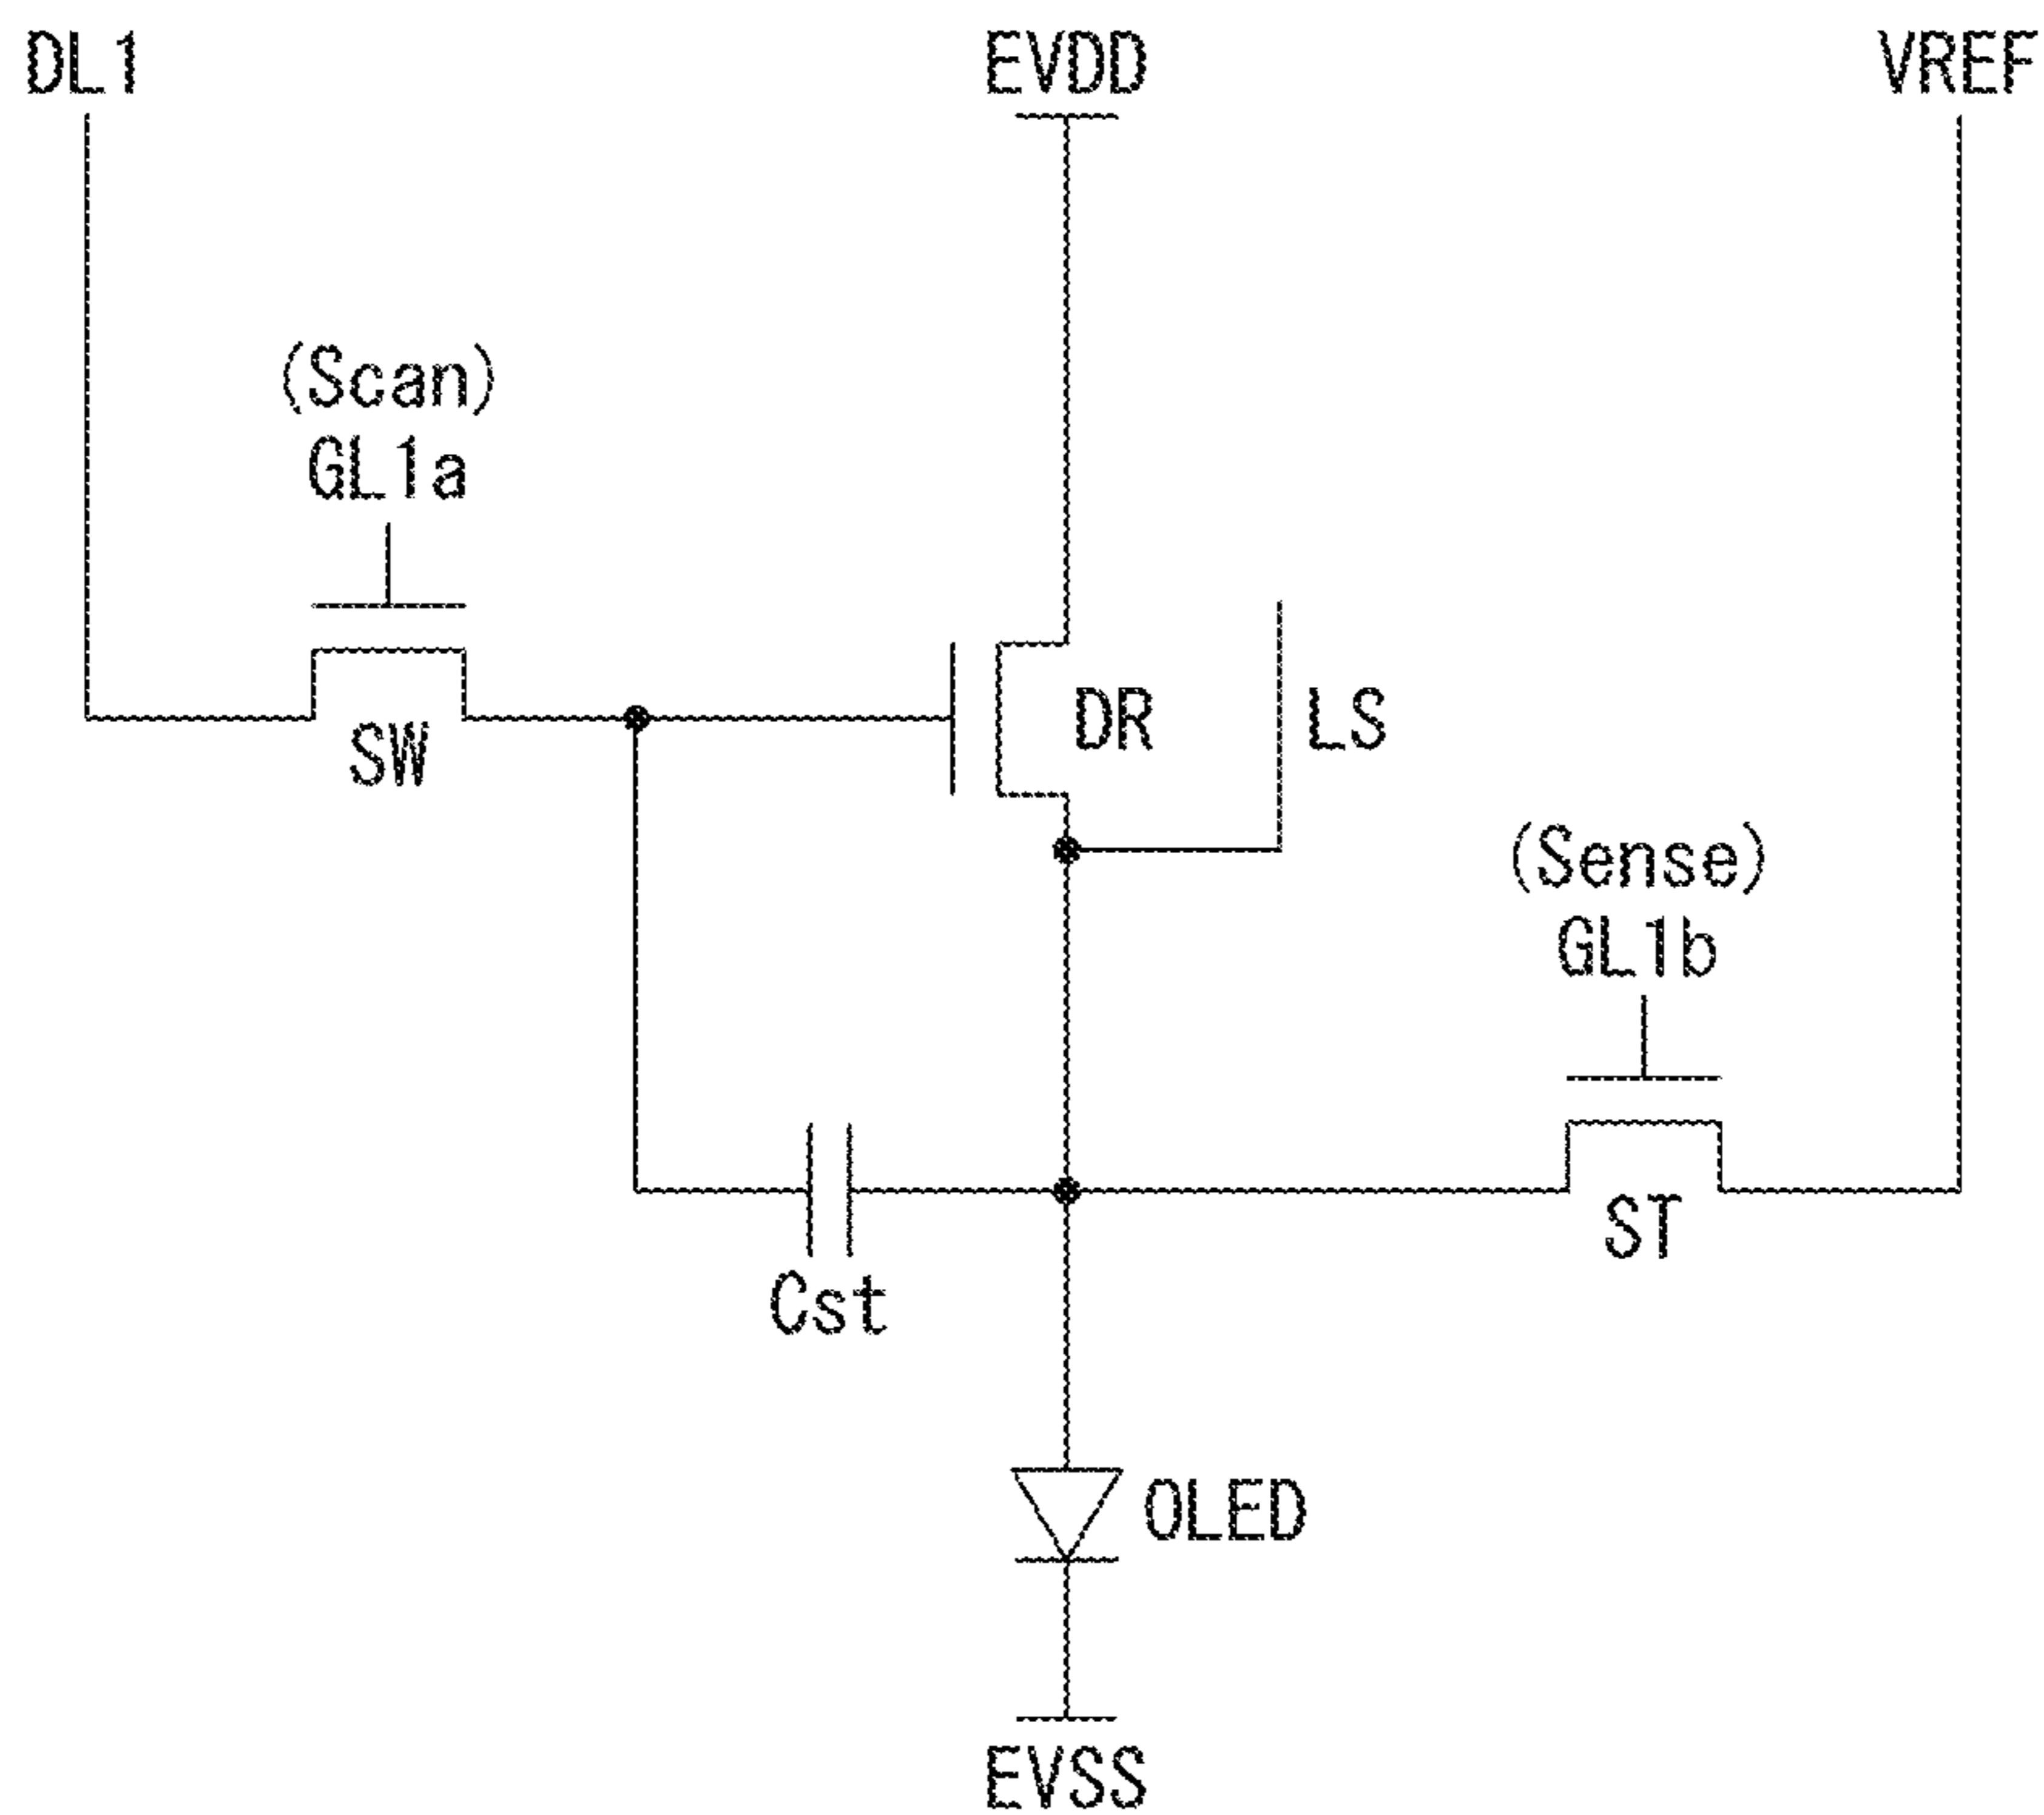 DL1
EVDD
VREF
(Scan)
GL1a
SW
DR
LS
(Sense)
GL1b
ST
Cst
OLED
EVSS